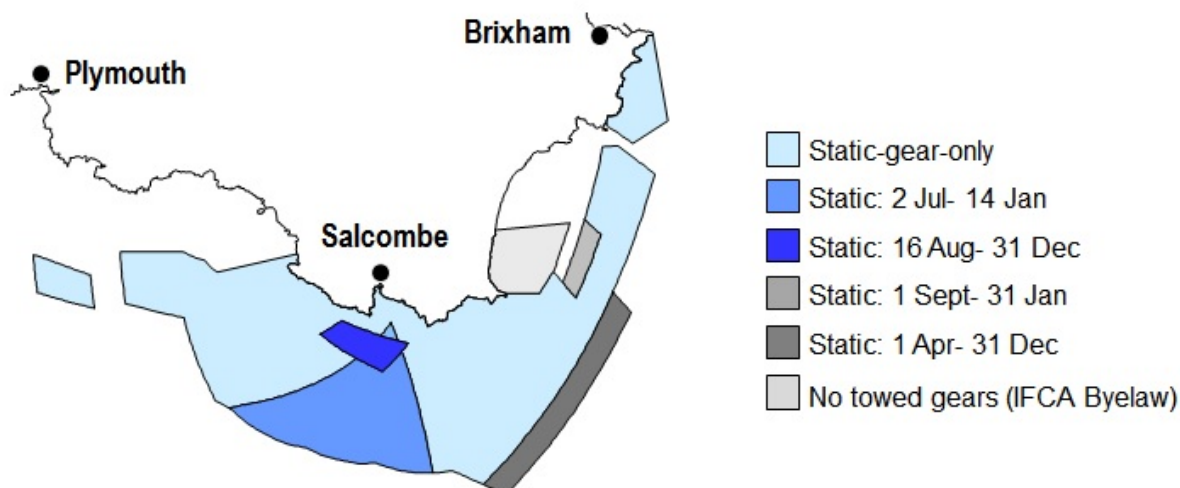 Brixham
Plymouth
Salcombe
Static-gear-only
Static: 2 Jul- 14 Jan
Static: 16 Aug- 31 Dec
Static: 1 Sept- 31 Jan
Static: 1 Apr- 31 Dec
No towed gears (IFCA Byelaw)